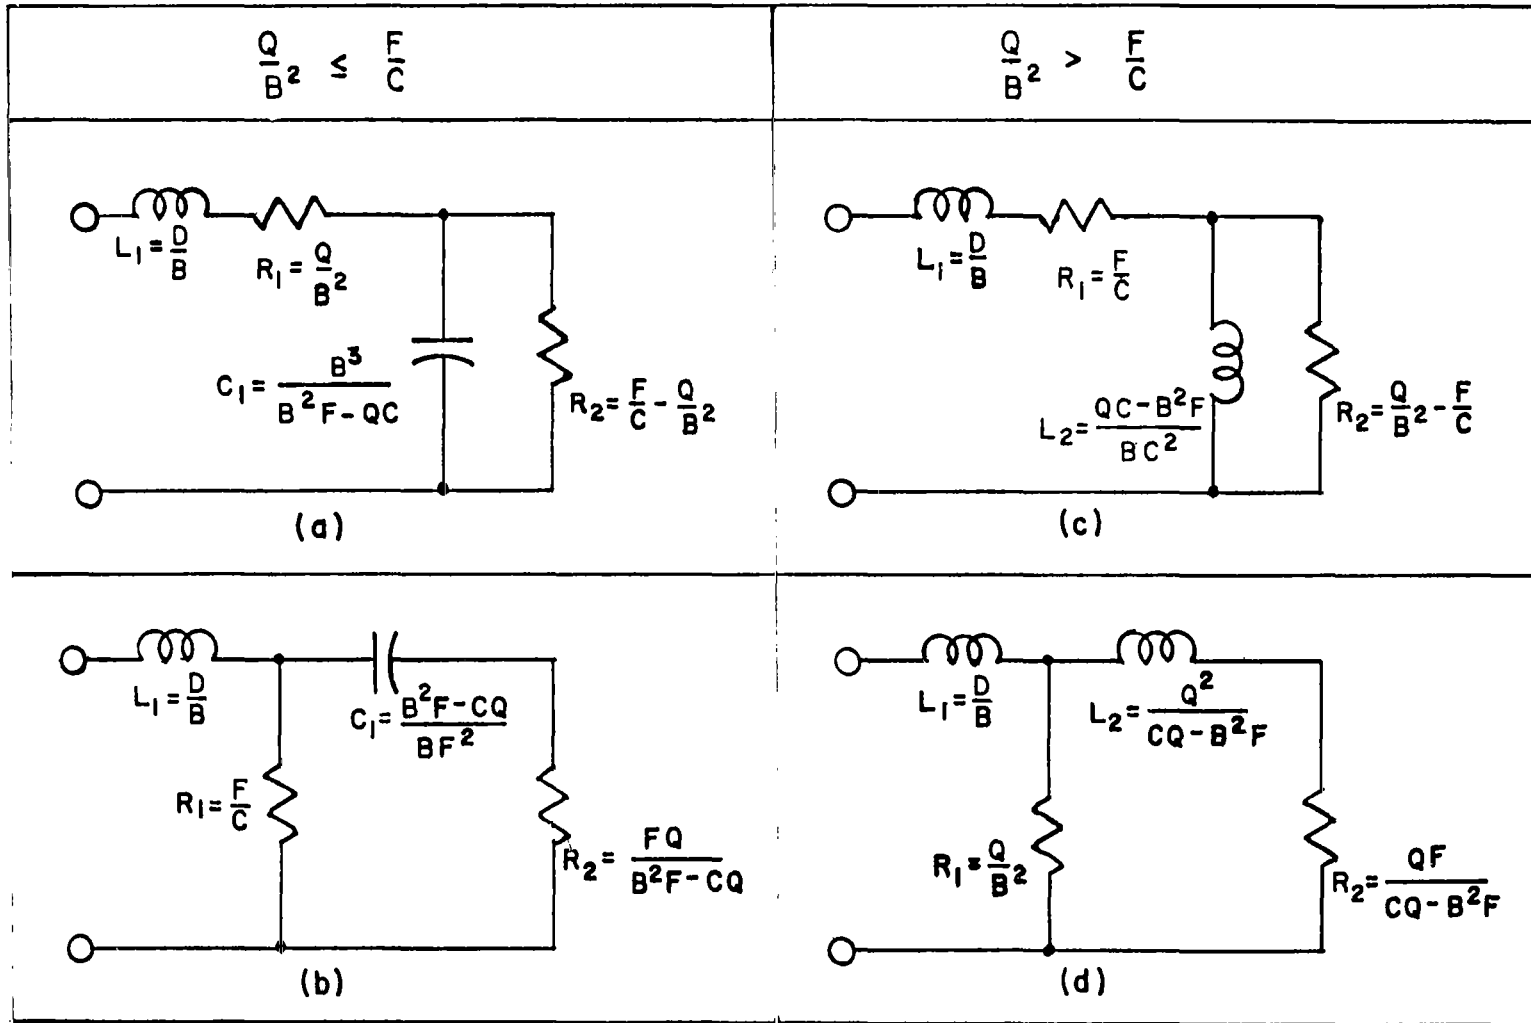 Q/B² ≤ F/C
Q/B² > F/C
L₁ = D/B
R₁ = Q/B²
C₁ = B³/(B²F-QC)
R₂ = F/C - Q/B²
(a)
L₁ = D/B
R₁ = F/C
L₂ = (QC-B²F)/(BC²)
R₂ = Q/B² - F/C
(c)
L₁ = D/B
C₁ = (B²F-CQ)/(BF²)
R₁ = F/C
R₂ = FQ/(B²F-CQ)
(b)
L₁ = D/B
L₂ = Q²/(CQ-B²F)
R₁ = Q/B²
R₂ = QF/(CQ-B²F)
(d)